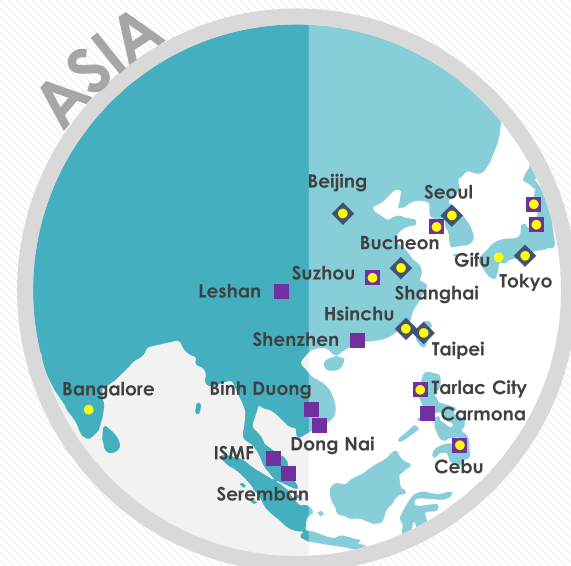 ASIA
Beijing
Seoul
Bucheon
Suzhou
Gifu
Tokyo
Leshan
Shanghai
Hsinchu
Shenzhen
Taipei
Bangalore
Binh Duong
Tarlac City
Carmona
Dong Nai
ISMF
Cebu
Seremban